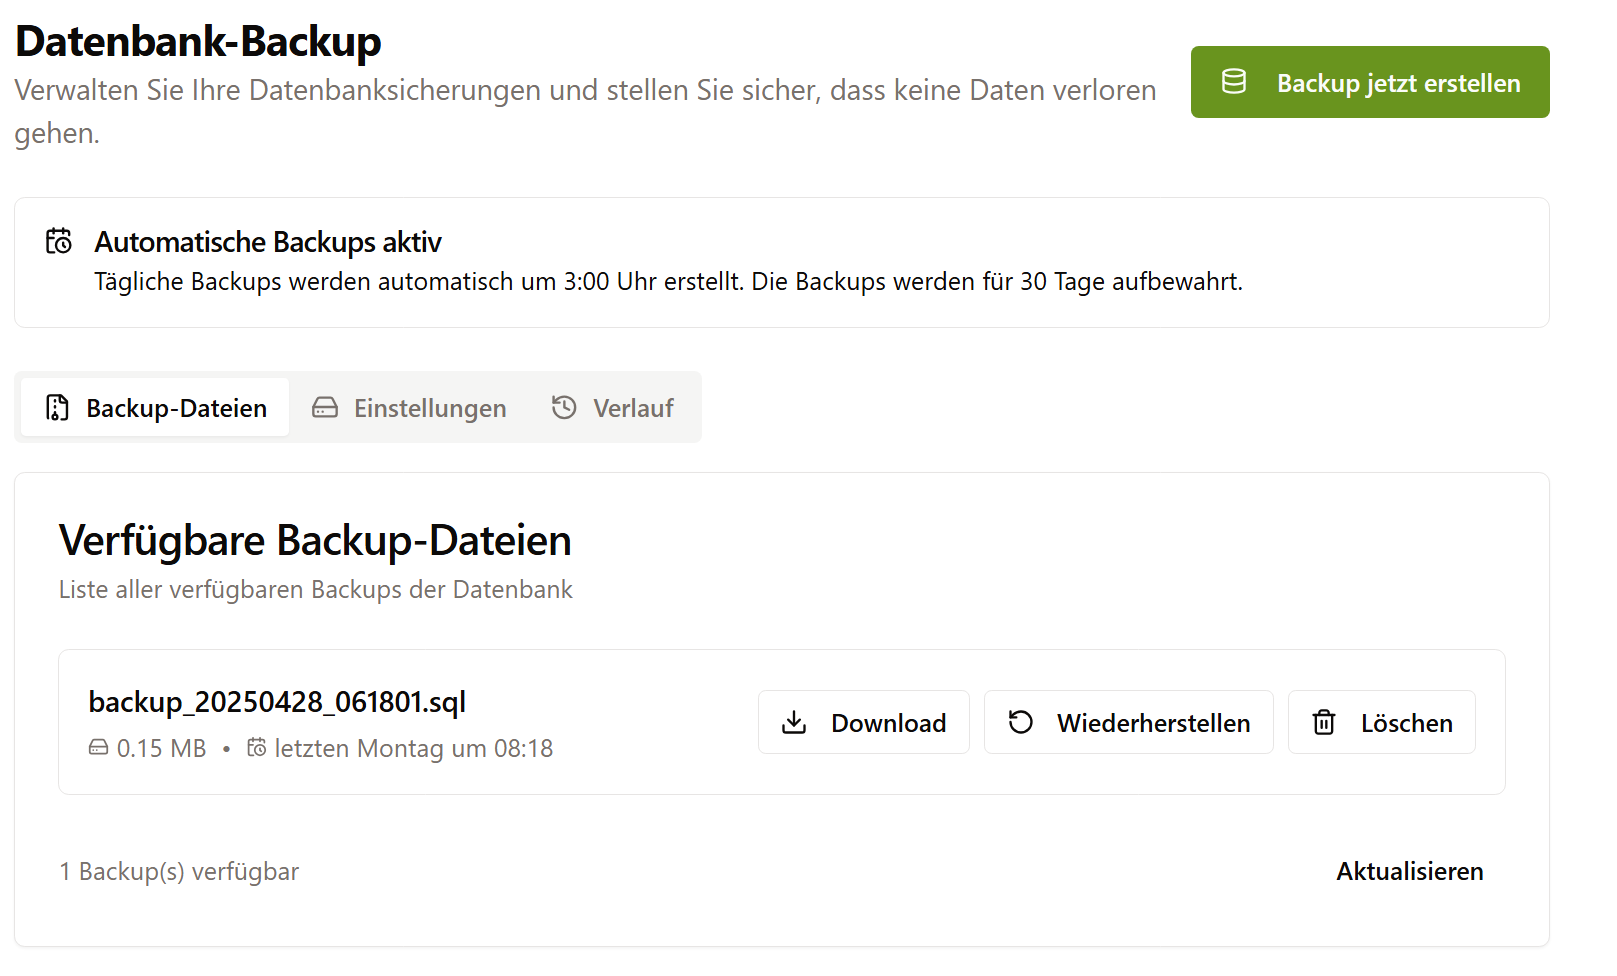 Datenbank-Backup
Verwalten Sie Ihre Datenbanksicherungen und stellen Sie sicher, dass keine Daten verloren
gehen.
Backup jetzt erstellen
Automatische Backups aktiv
Tägliche Backups werden automatisch um 3:00 Uhr erstellt. Die Backups werden für 30 Tage aufbewahrt.
Backup-Dateien
Einstellungen
Verlauf
Verfügbare Backup-Dateien
Liste aller verfügbaren Backups der Datenbank
backup_20250428_061801.sql
0.15 MB • letzten Montag um 08:18
Download
Wiederherstellen
Löschen
1 Backup(s) verfügbar
Aktualisieren